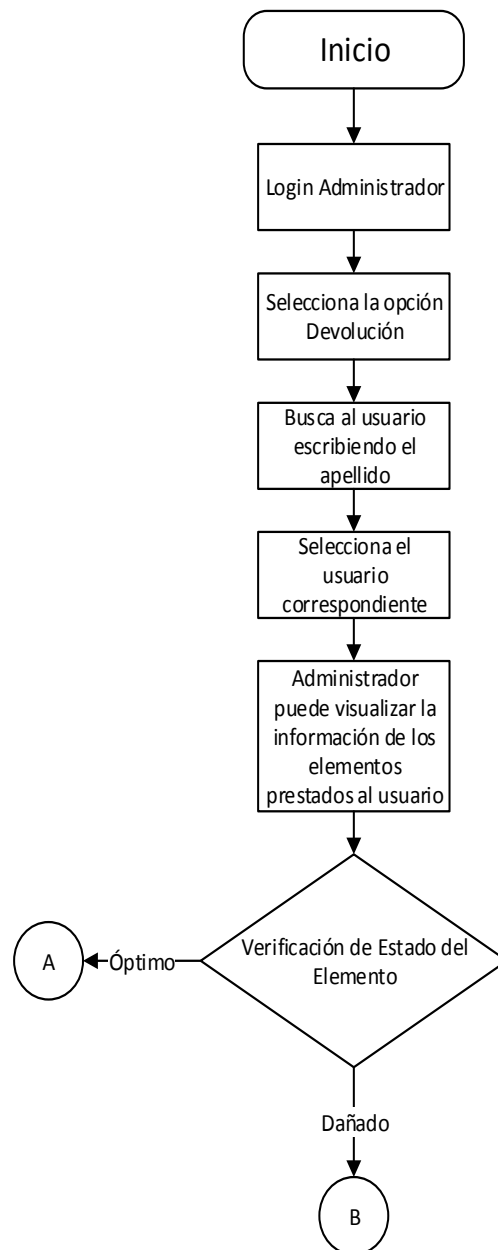 Inicio
Login Administrador
Selecciona la opción
Devolución
Busca al usuario
escribiendo el
apellido
Selecciona el
usuario
correspondiente
Administrador
puede visualizar la
información de los
elementos
prestados al usuario
Verificación de Estado del
Elemento
Óptimo
A
Dañado
B